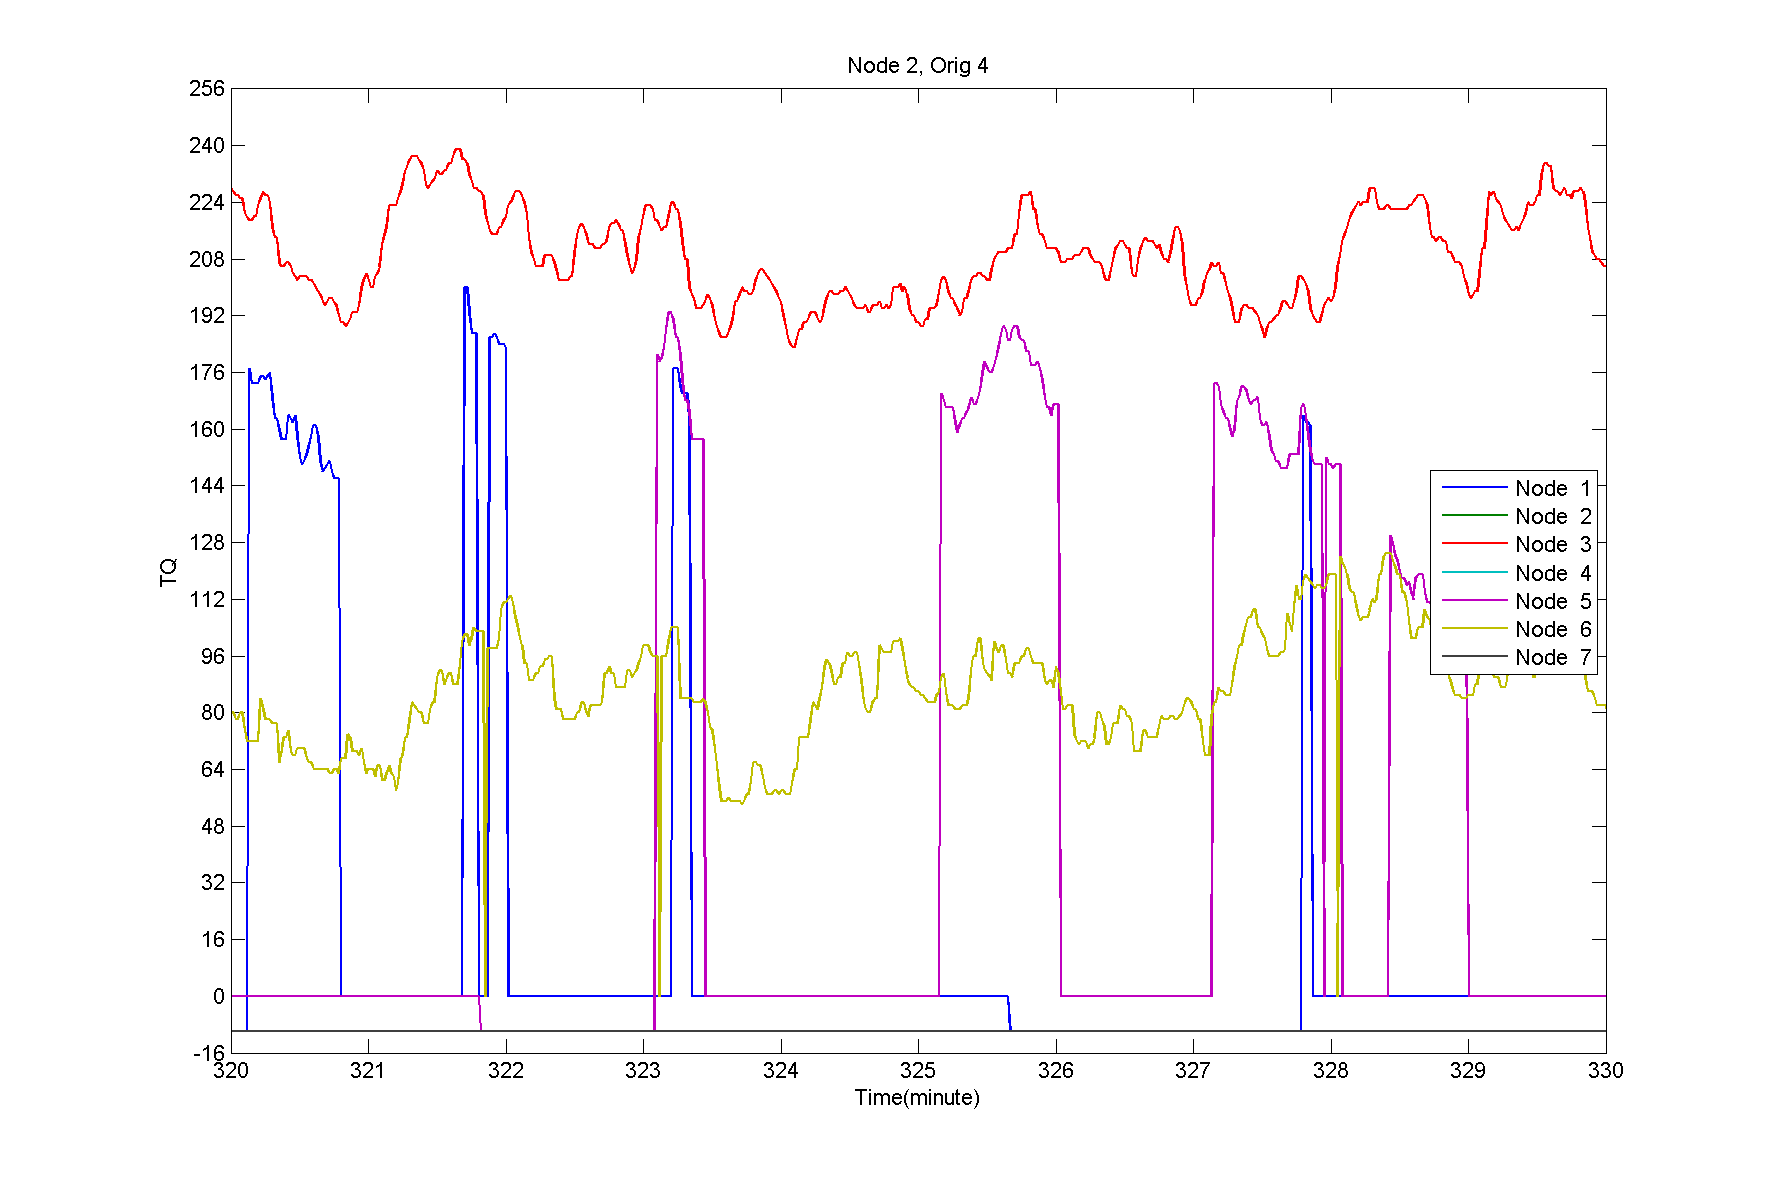 Node 2, Orig 4
256
240
224
208
192
176
160
144
128
112
96
80
64
48
32
16
0
-16
TQ
Node 1
Node 2
Node 3
Node 4
Node 5
Node 6
Node 7
320 321 322 323 324 325 326 327 328 329 330
Time(minute)